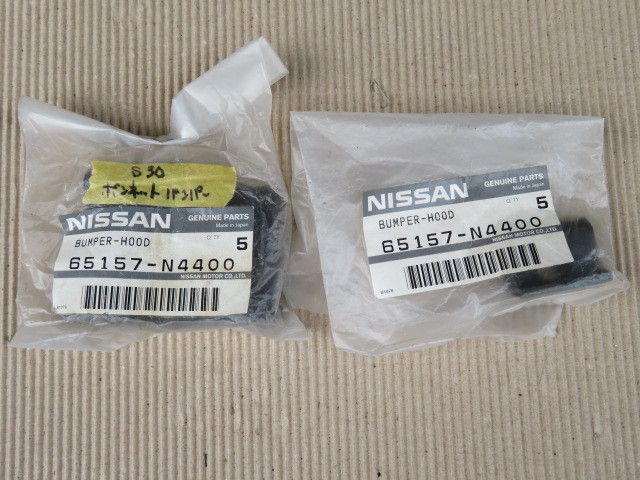 S30
ボンネットバンパー
NISSAN
GENUINE PARTS
Made in Japan
BUMPER-HOOD
Q'TY
5
65157-N4400
NISSAN MOTOR CO.,LTD.
NISSAN
GENUINE PARTS
Made in Japan
BUMPER-HOOD
Q'TY
5
65157-N4400
NISSAN MOTOR CO.,LTD.